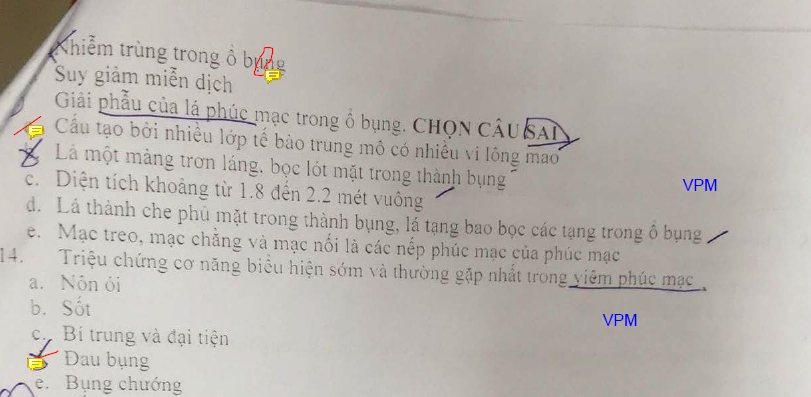 Nhiễm trùng trong ổ bụng
Suy giảm miễn dịch
Giải phẫu của lá phúc mạc trong ổ bụng. CHỌN CÂU SAI
Cấu tạo bởi nhiều lớp tế bào trung mô có nhiều vi lông mao
Là một màng trơn láng, bọc lót mặt trong thành bụng
c. Diện tích khoảng từ 1.8 đến 2.2 mét vuông
VPM
d. Lá thành che phủ mặt trong thành bụng, lá tạng bao bọc các tạng trong ổ bụng
e. Mạc treo, mạc chằng và mạc nối là các nếp phúc mạc của phúc mạc
14. Triệu chứng cơ năng biểu hiện sớm và thường gặp nhất trong viêm phúc mạc
a. Nôn ói
b. Sốt
VPM
c. Bí trung và đại tiện
Đau bụng
e. Bụng chướng